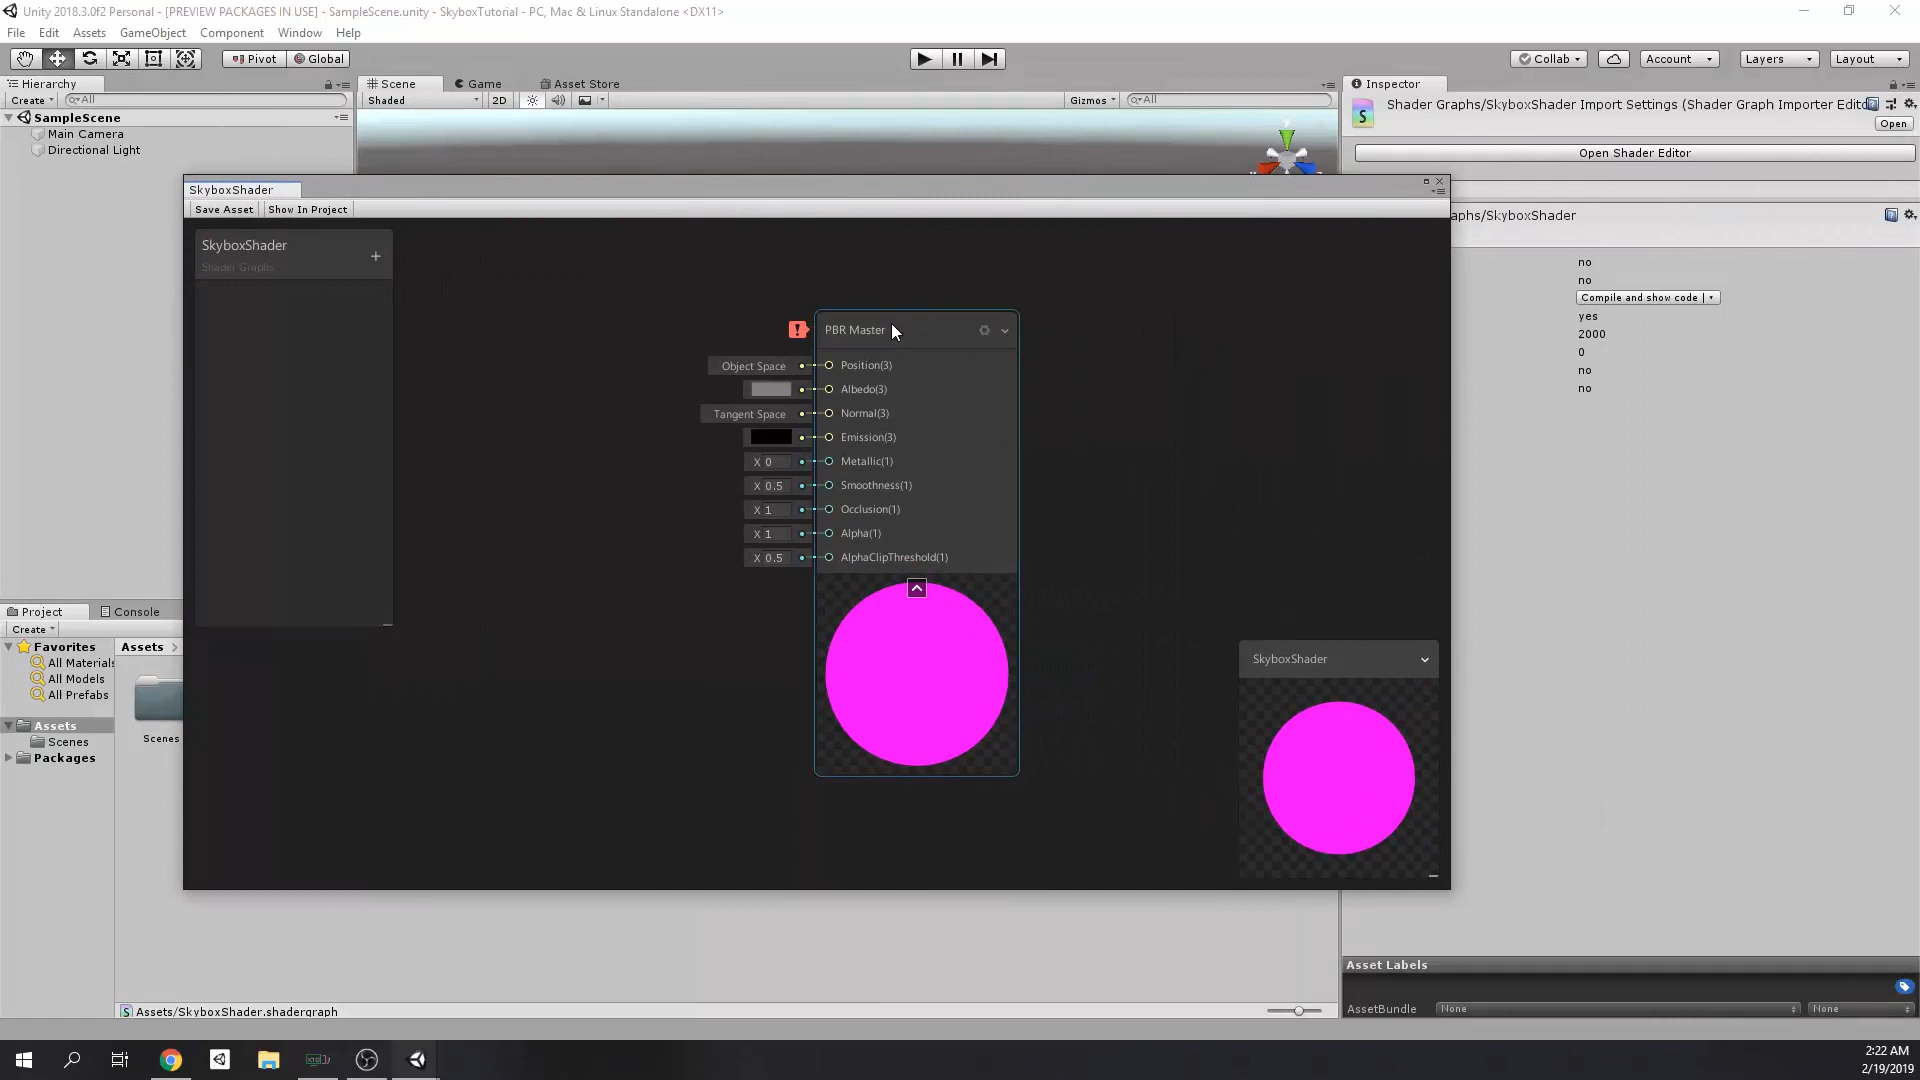 Unity 2018.3.0f2 Personal - [PREVIEW PACKAGES IN USE] - SampleScene.unity - SkyboxTutorial - PC, Mac & Linux Standalone <DX11>
File Edit Assets GameObject Component Window Help
Pivot Global Collab Account Layers Layout
Hierarchy Scene Game Asset Store Inspector
Create All Shaded 2D Gizmos All
Shader Graphs/SkyboxShader Import Settings (Shader Graph Importer Edito
Open
SampleScene
Main Camera
Directional Light
Open Shader Editor
SkyboxShader
Save Asset Show In Project
aphs/SkyboxShader
SkyboxShader
Shader Graphs
no
no
Compile and show code
yes
2000
0
no
no
PBR Master
Object Space Position(3)
Albedo(3)
Tangent Space Normal(3)
Emission(3)
X 0 Metallic(1)
X 0.5 Smoothness(1)
X 1 Occlusion(1)
X 1 Alpha(1)
X 0.5 AlphaClipThreshold(1)
SkyboxShader
Project Console
Create
Favorites
All Materials
All Models
All Prefabs
Assets
Scenes
Packages
Assets
Scenes
Asset Labels
AssetBundle None None
Assets/SkyboxShader.shadergraph
2:22 AM
2/19/2019